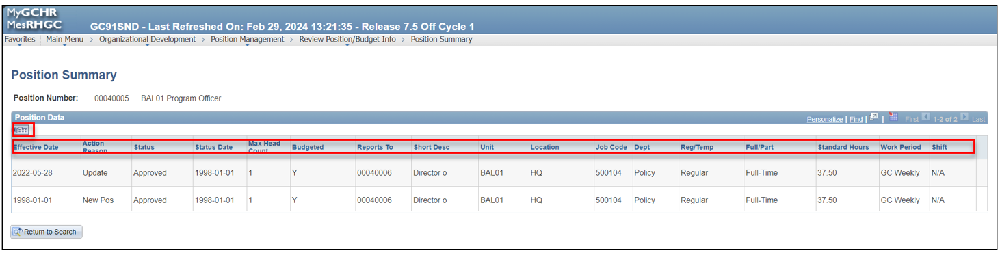 MyGCHR
MesRHGC
GC91SND - Last Refreshed On: Feb 29, 2024 13:21:35 - Release 7.5 Off Cycle 1
Favorites Main Menu > Organizational Development > Position Management > Review Position/Budget Info > Position Summary
Position Summary
Position Number: 00040005 BAL01 Program Officer
Position Data Personalize | Find | | First 1-2 of 2 Last
Effective Date Action Reason Status Status Date Max Head Count Budgeted Reports To Short Desc Unit Location Job Code Dept Reg/Temp Full/Part Standard Hours Work Period Shift
2022-05-28 Update Approved 1998-01-01 1 Y 00040006 Director o BAL01 HQ 500104 Policy Regular Full-Time 37.50 GC Weekly N/A
1998-01-01 New Pos Approved 1998-01-01 1 Y 00040006 Director o BAL01 HQ 500104 Policy Regular Full-Time 37.50 GC Weekly N/A
Return to Search